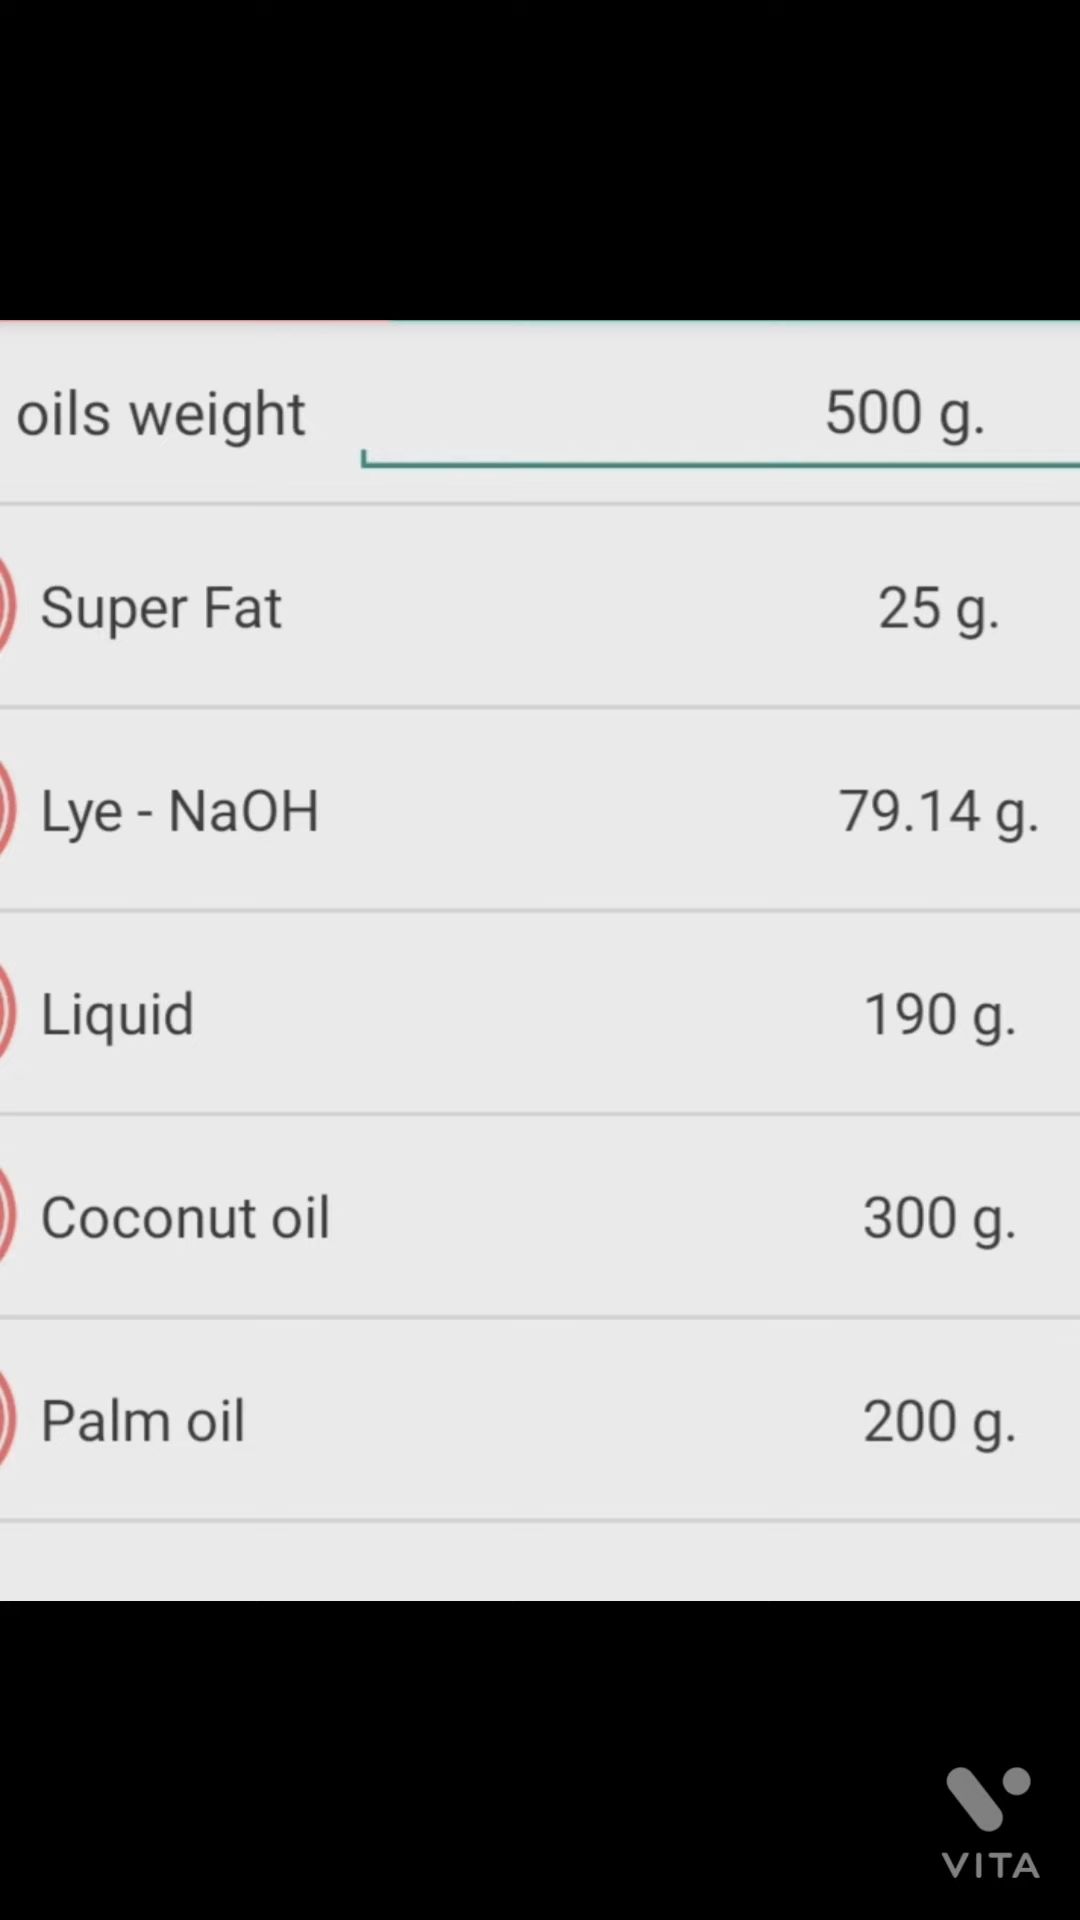 oils weight 500 g.
Super Fat 25 g.
Lye - NaOH 79.14 g.
Liquid 190 g.
Coconut oil 300 g.
Palm oil 200 g.
VITA